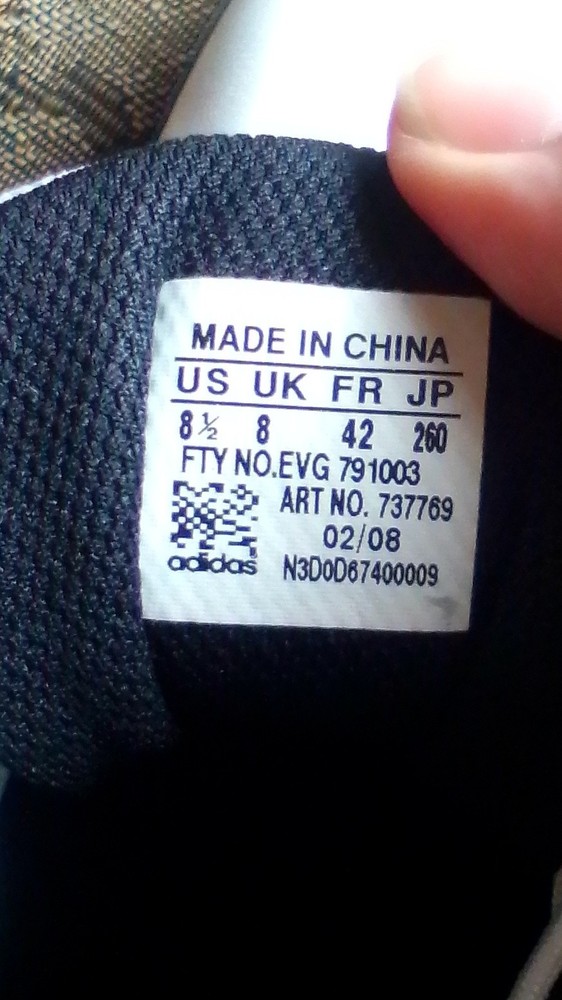 MADE IN CHINA
US UK FR JP
8½ 8 42 260
FTY NO.EVG 791003
ART NO. 737769
02/08
adidas N3D0D67400009